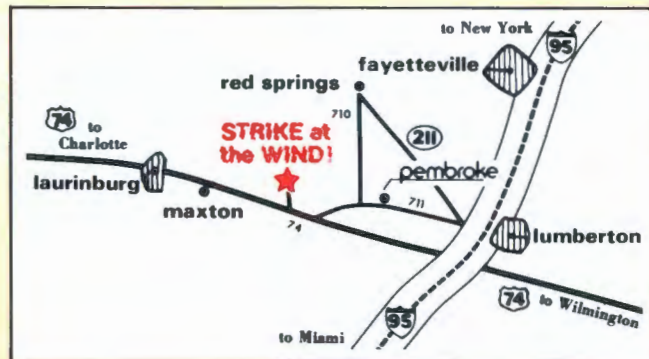 to New York
95
fayetteville
red springs
710
211
74
to
Charlotte
STRIKE at
the WIND!
pembroke
laurinburg
711
maxton
74
lumberton
74
to Wilmington
95
to Miami